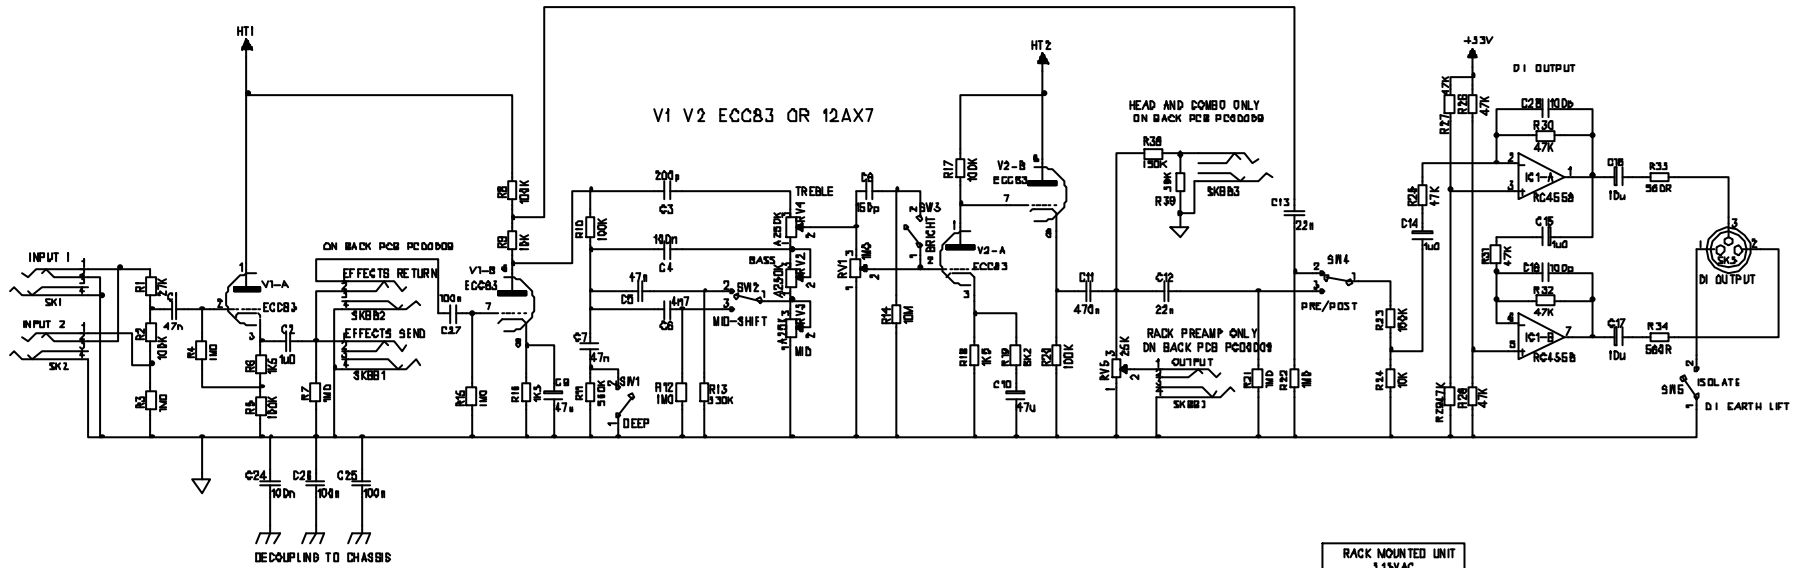 HT1
HT2
+33V
DI OUTPUT
V1 V2 ECC83 OR 12AX7
HEAD AND COMBO ONLY
ON BACK PCB PC00009
INPUT 1
SK1
INPUT 2
SK2
R1
R2
100K
R3
1M0
47n
R4
1M0
V1-A
ECC83
C2
1u0
R6
1K5
R5
100K
R7
1M0
ON BACK PCB PC00009
EFFECTS RETURN
SKBB2
EFFECTS SEND
SKBB1
100n
C27
V1-B
ECC83
R8
100K
R9
10K
R15
1M0
R16
1K5
C9
R10
100K
200p
C3
C4
47n
C5
4n7
C6
C7
47n
R11
SW1
DEEP
SW2
MID-SHIFT
R12
1M0
R13
330K
TREBLE
RV4
BASS
RV2
RV3
MID
C8
RV1
1M0
R14
10M
SW3
BRIGHT
R17
100K
V2-A
ECC83
V2-B
ECC83
R18
1K5
R19
8K2
C10
47u
R20
100K
C11
470n
C12
22n
RV5
25K
R38
150K
R39
SKBB3
RACK PREAMP ONLY
ON BACK PCB PC00009
OUTPUT
SKBB3
R21
1M0
R22
1M0
C13
22n
SW4
PRE/POST
R23
100K
R24
10K
C14
1u0
R25
47K
R27
47K
R26
47K
R28
47K
C28
100p
R30
47K
IC1-A
RC4558
C15
1u0
R31
47K
C18
100p
R32
47K
IC1-B
RC4558
C16
10u
R33
560R
C17
10u
R34
560R
SK3
DI OUTPUT
SW5
ISOLATE
DI EARTH LIFT
C24
100n
C26
100n
C25
100n
DECOUPLING TO CHASSIS
RACK MOUNTED UNIT